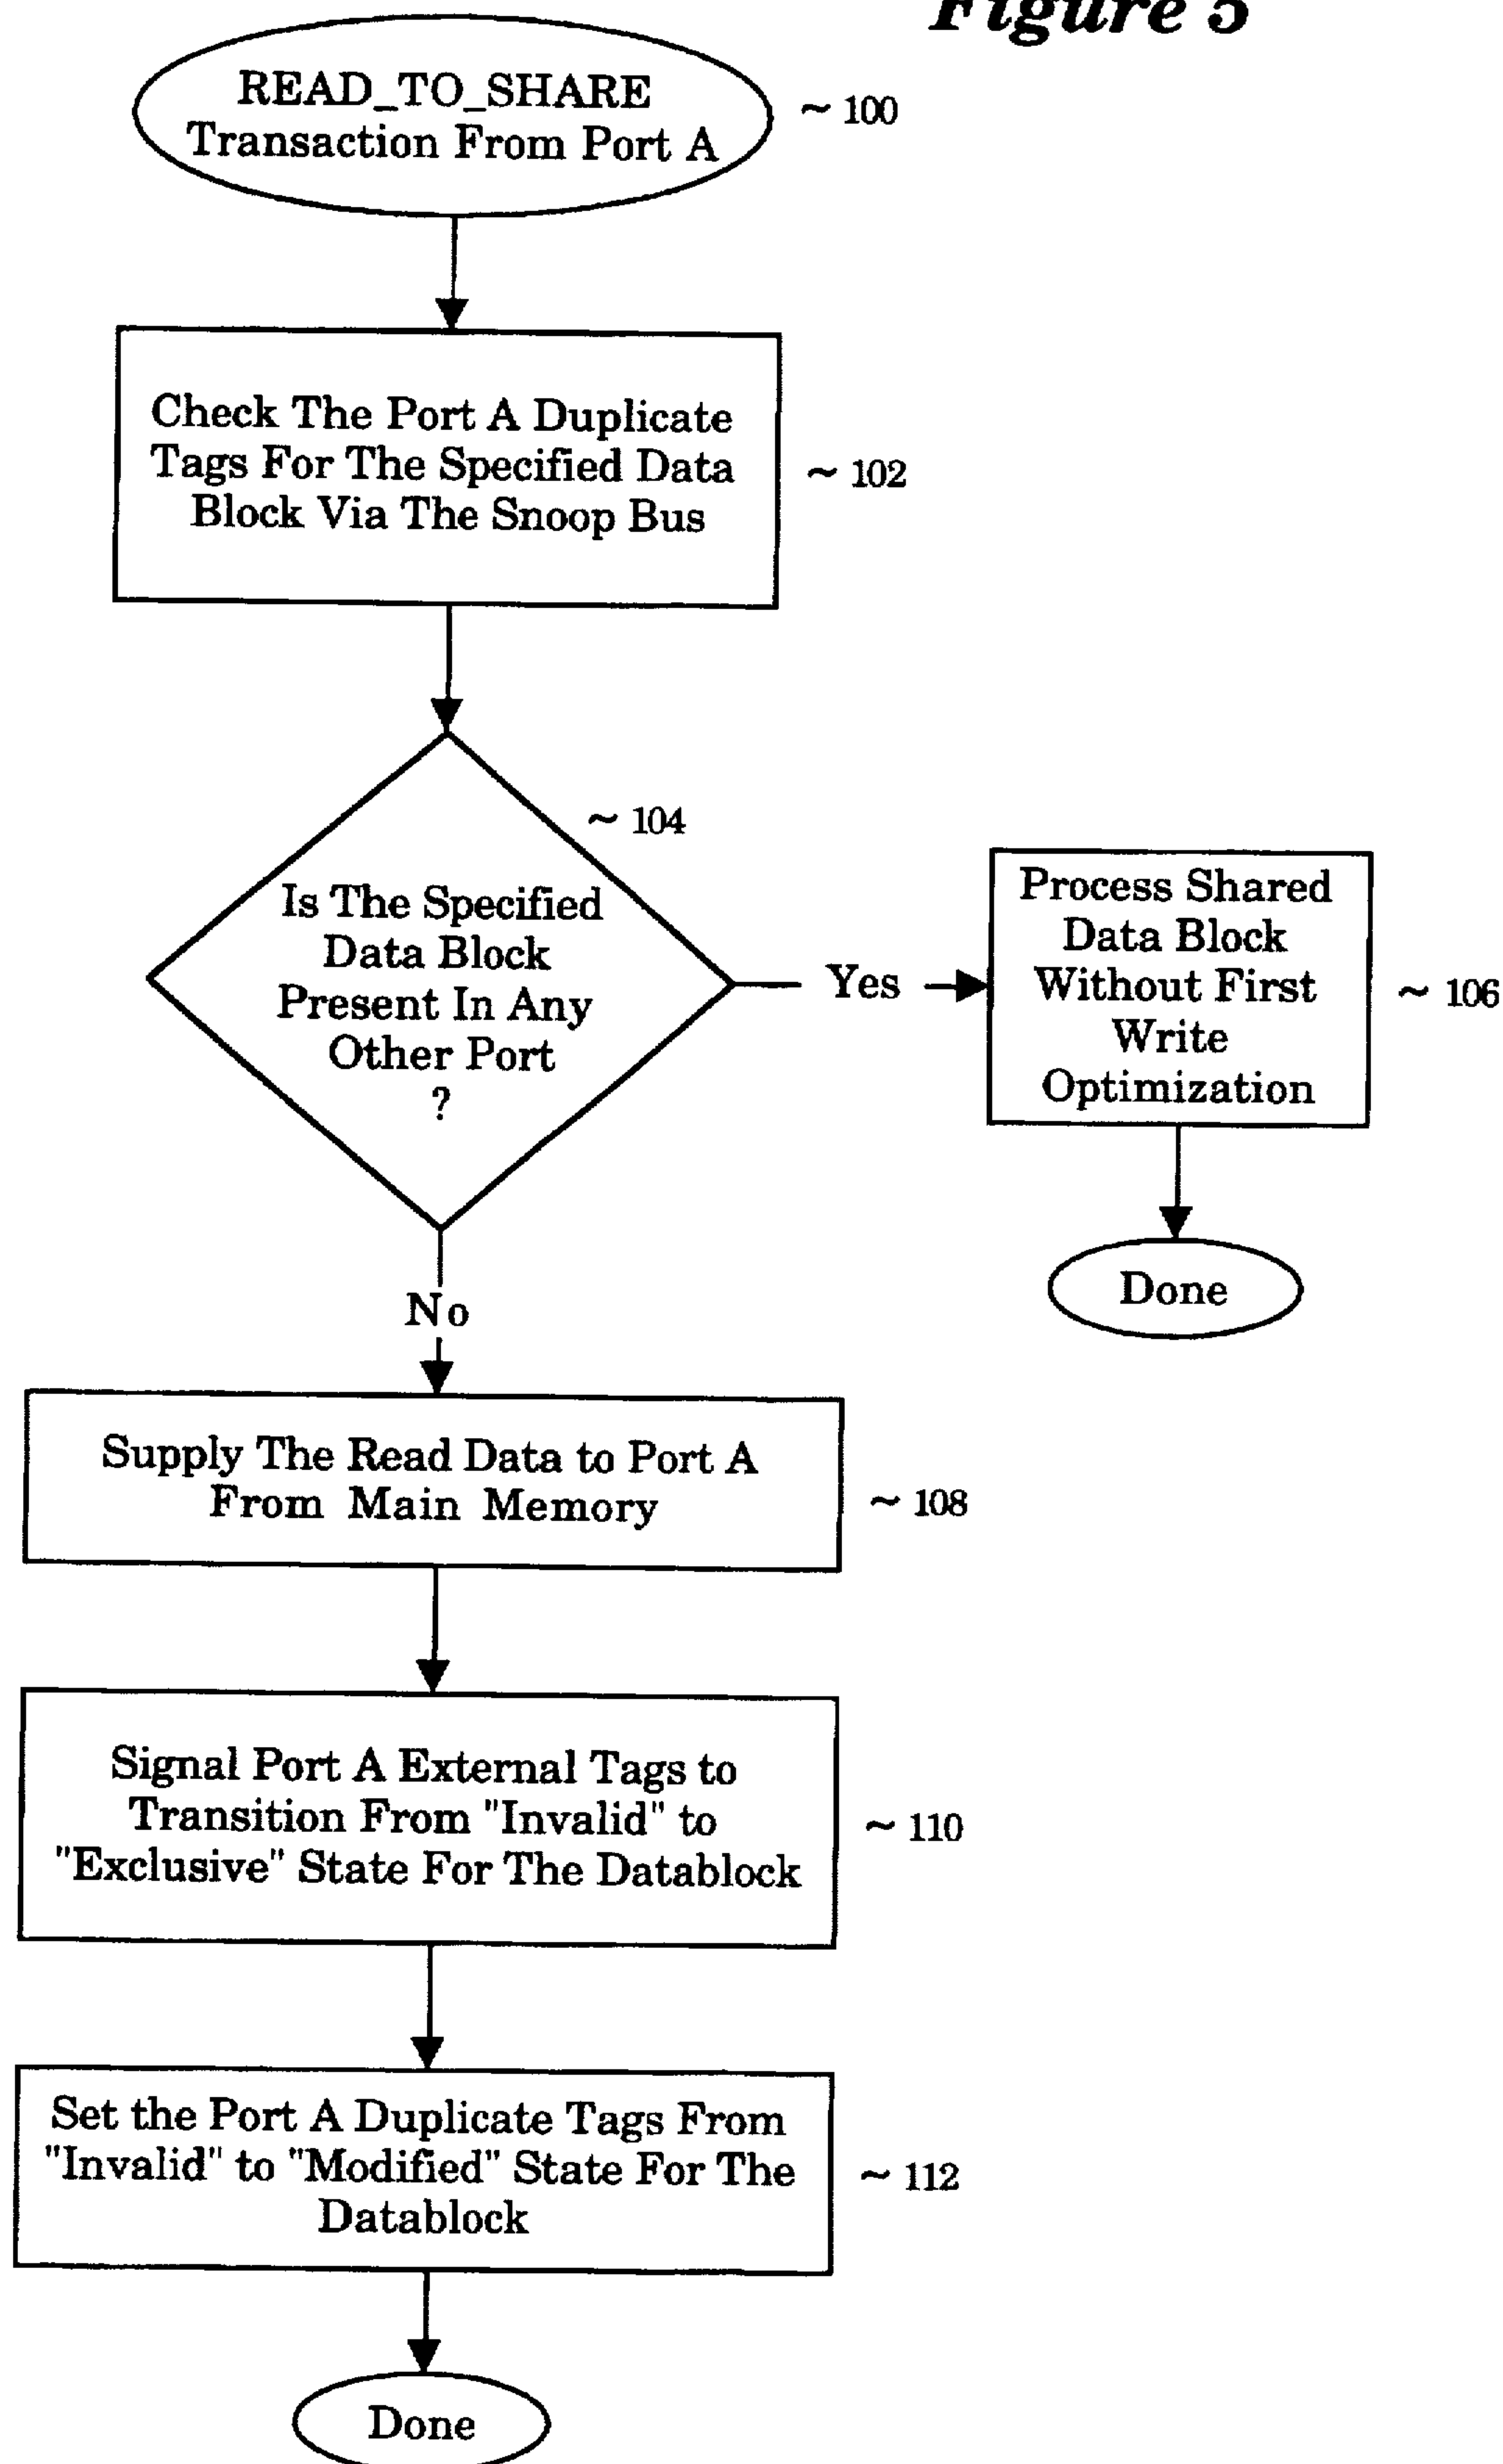 Figure 5
READ_TO_SHARE
Transaction From Port A
~ 100
Check The Port A Duplicate
Tags For The Specified Data
Block Via The Snoop Bus
~ 102
~ 104
Is The Specified
Data Block
Present In Any
Other Port
?
Yes
Process Shared
Data Block
Without First
Write
Optimization
~ 106
Done
No
Supply The Read Data to Port A
From Main Memory
~ 108
Signal Port A External Tags to
Transition From "Invalid" to
"Exclusive" State For The Datablock
~ 110
Set the Port A Duplicate Tags From
"Invalid" to "Modified" State For The
Datablock
~ 112
Done